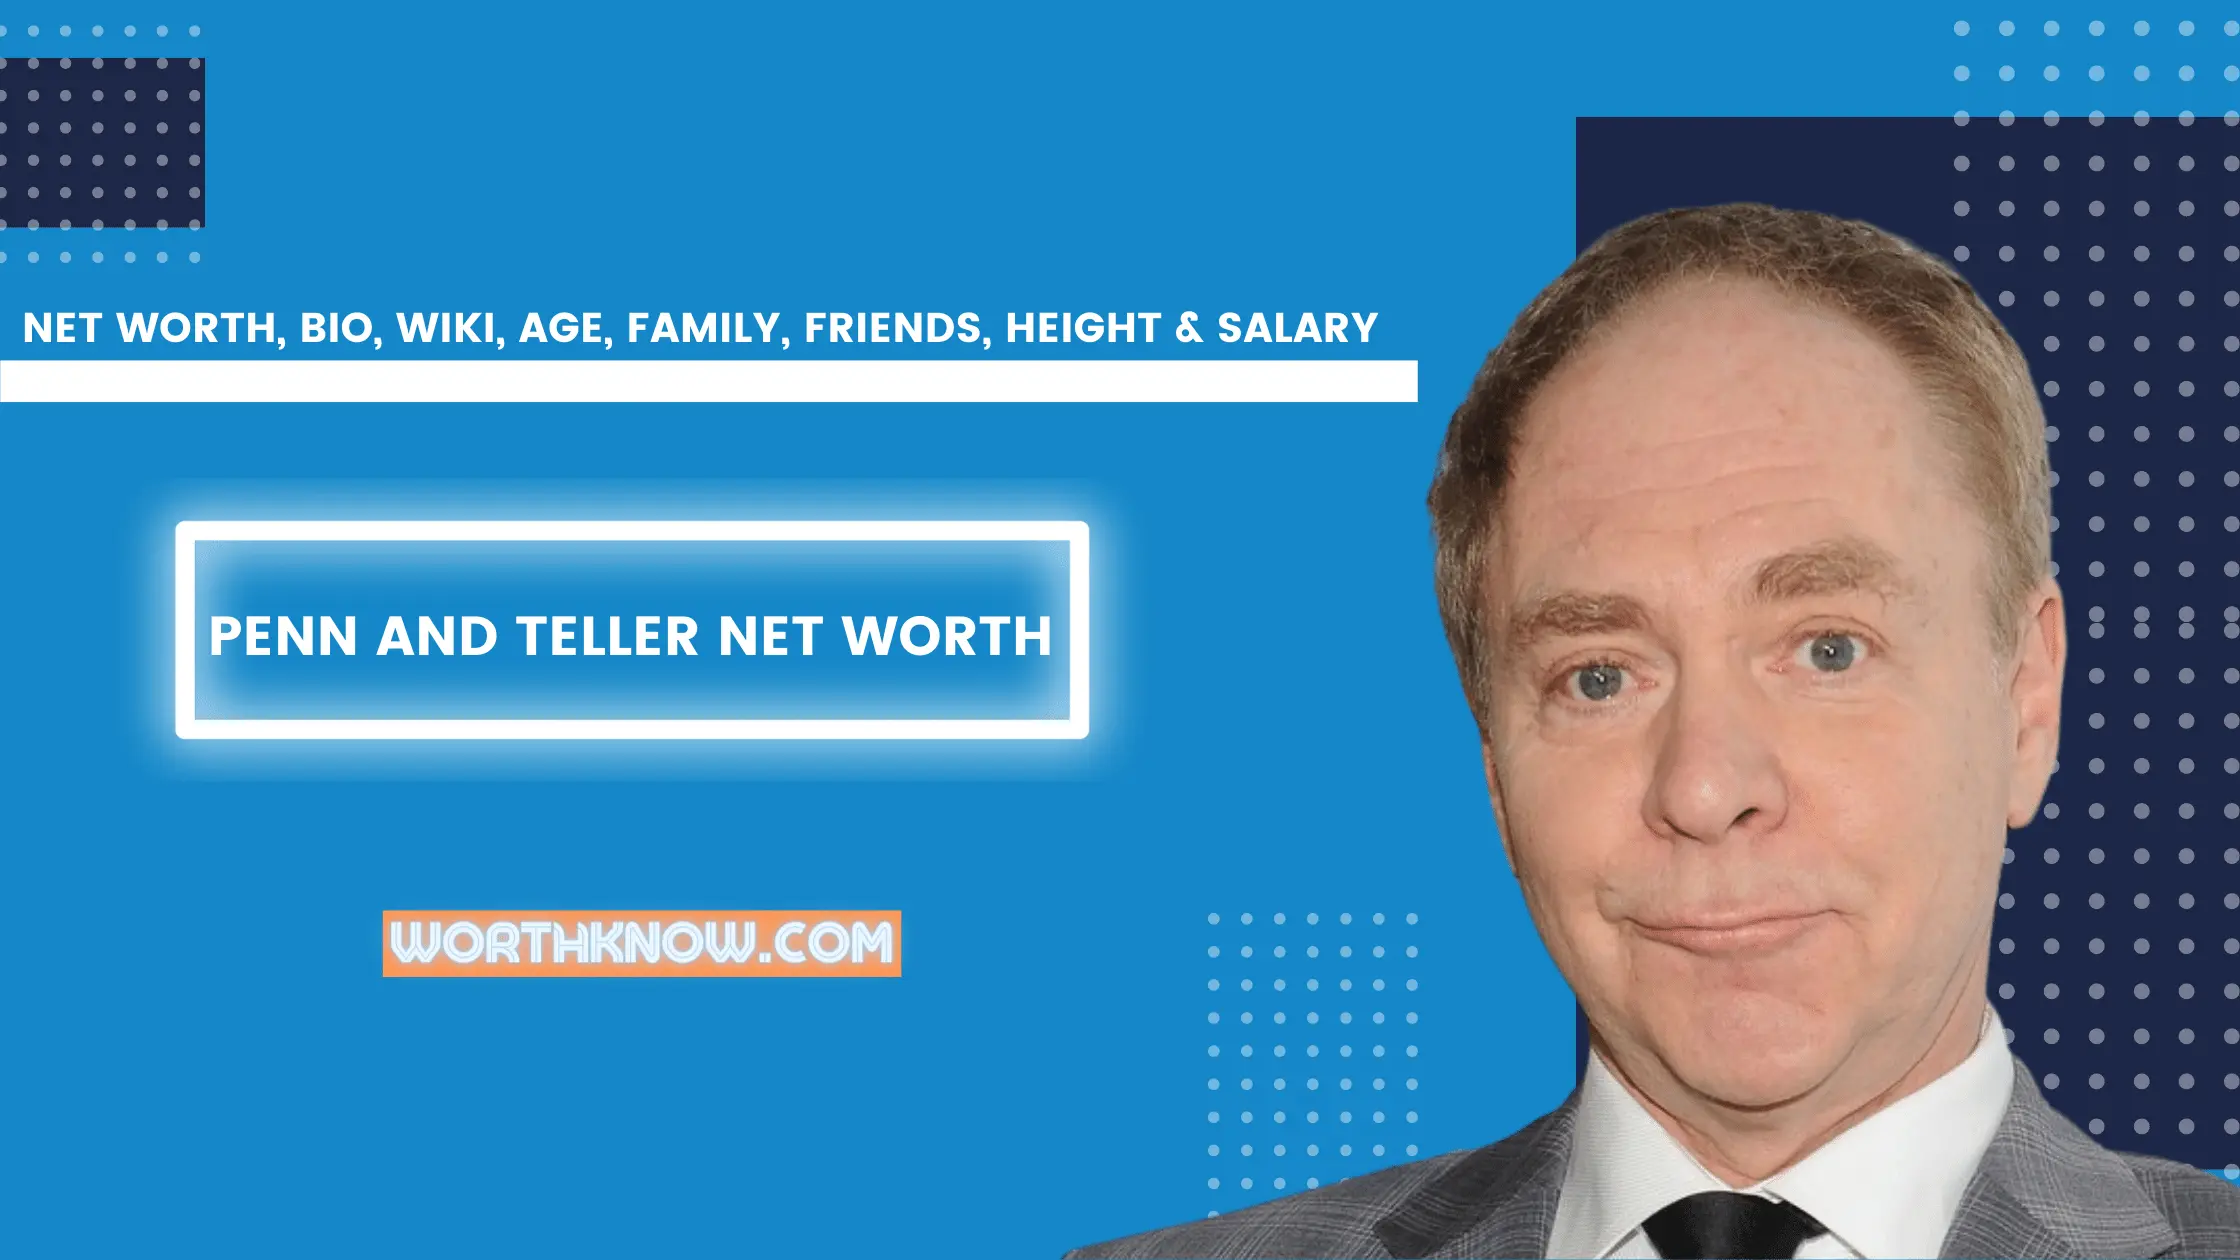 NET WORTH, BIO, WIKI, AGE, FAMILY, FRIENDS, HEIGHT & SALARY
PENN AND TELLER NET WORTH
WORTHKNOW.COM